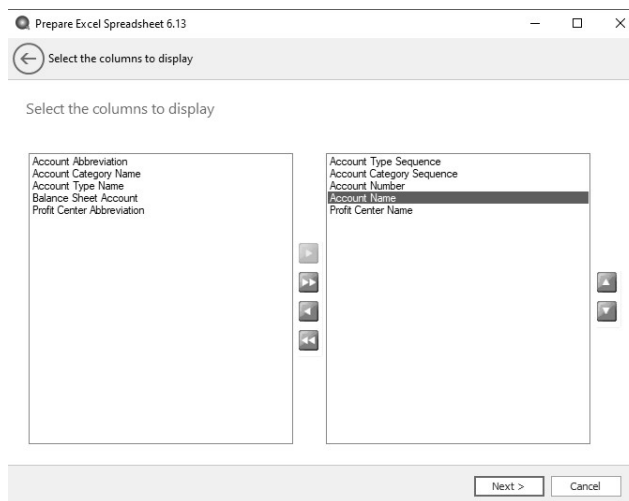 Prepare Excel Spreadsheet 6.13
Select the columns to display
Select the columns to display
Account Abbreviation
Account Category Name
Account Type Name
Balance Sheet Account
Profit Center Abbreviation
Account Type Sequence
Account Category Sequence
Account Number
Account Name
Profit Center Name
Next >
Cancel